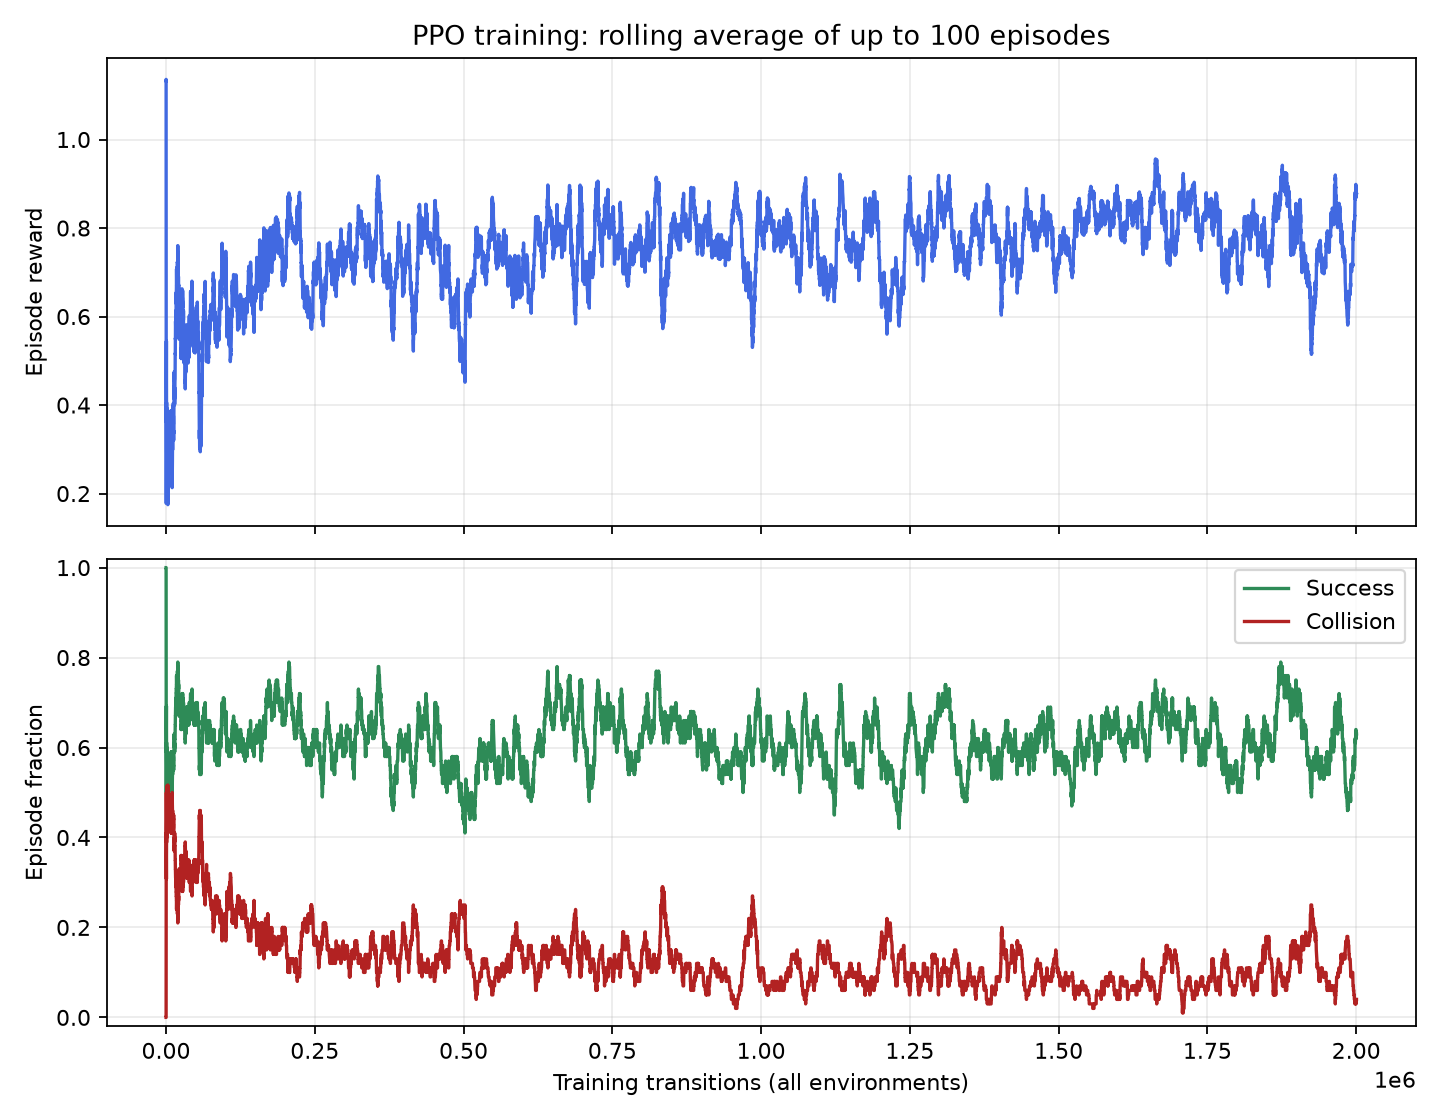 PPO training: rolling average of up to 100 episodes
Episode reward
1.0
0.8
0.6
0.4
0.2
Episode fraction
1.0
0.8
0.6
0.4
0.2
0.0
Success
Collision
0.00 0.25 0.50 0.75 1.00 1.25 1.50 1.75 2.00
1e6
Training transitions (all environments)